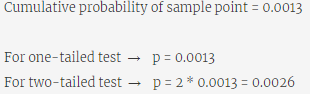 Cumulative probability of sample point = 0.0013
For one-tailed test → p = 0.0013
For two-tailed test → p = 2 * 0.0013 = 0.0026